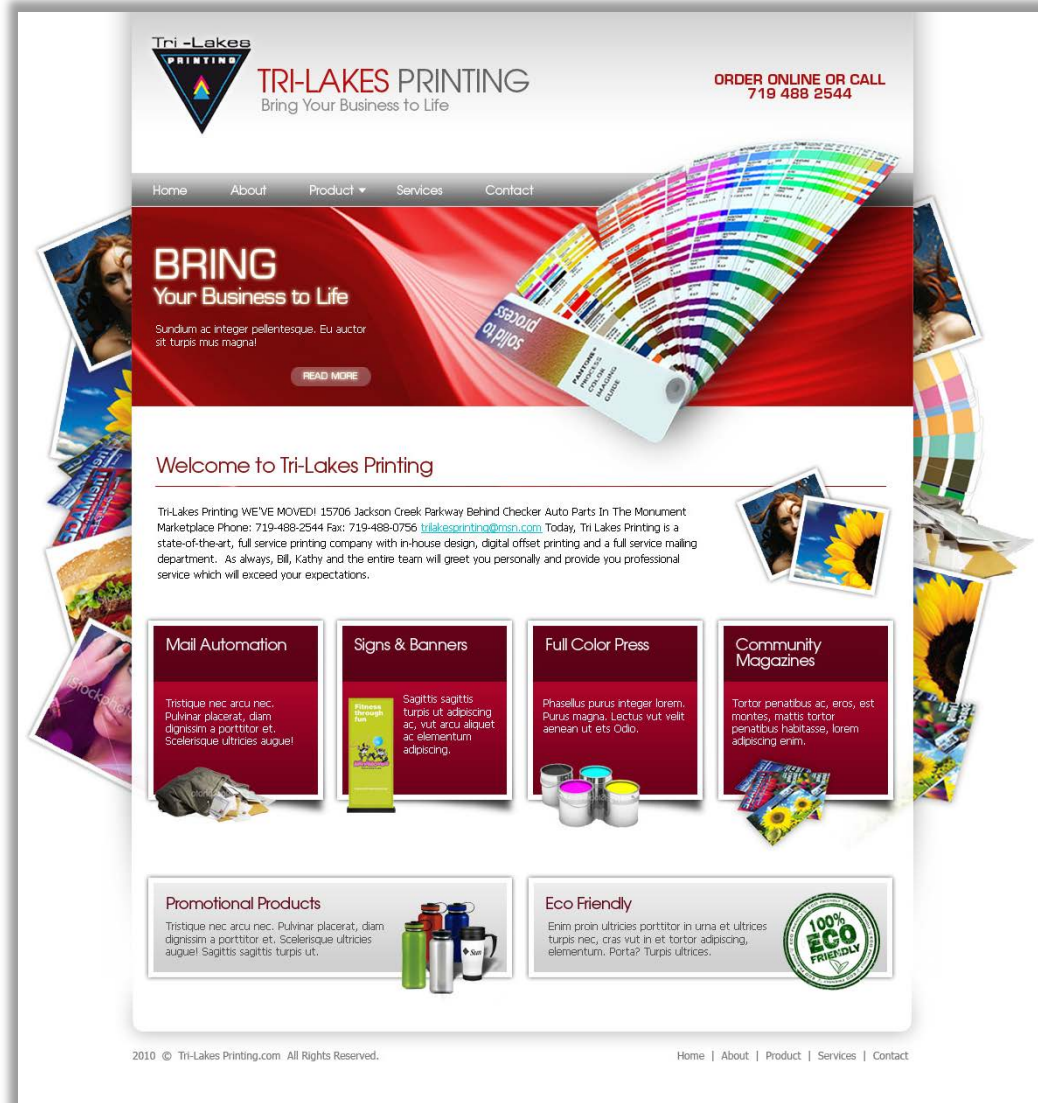 Tri-Lakes
PRINTING
TRI-LAKES PRINTING
Bring Your Business to Life
ORDER ONLINE OR CALL
719 488 2544
Home About Product Services Contact
BRING
Your Business to Life
Sundium ac integer pellentesque. Eu auctor
sit turpis mus magna!
READ MORE
solid to
process
PANTONE®
PROCESS
COLOR
IMAGING
GUIDE
Welcome to Tri-Lakes Printing
Tri-Lakes Printing WE'VE MOVED! 15706 Jackson Creek Parkway Behind Checker Auto Parts In The Monument
Marketplace Phone: 719-488-2544 Fax: 719-488-0756 trilakesprinting@msn.com Today, Tri Lakes Printing is a
state-of-the-art, full service printing company with in-house design, digital offset printing and a full service mailing
department. As always, Bill, Kathy and the entire team will greet you personally and provide you professional
service which will exceed your expectations.
Mail Automation
Tristique nec arcu nec.
Pulvinar placerat, diam
dignissim a porttitor et.
Scelerisque ultricies augue!
Signs & Banners
Fitness
through
fun
Sagittis sagittis
turpis ut adipiscing
ac, vut arcu aliquet
ac elementum
adipiscing.
Full Color Press
Phasellus purus integer lorem.
Purus magna. Lectus vut velit
aenean ut ets Odio.
Community
Magazines
Tortor penatibus ac, eros, est
montes, mattis tortor
penatibus habitasse, lorem
adipiscing enim.
iStockphoto
Promotional Products
Tristique nec arcu nec. Pulvinar placerat, diam
dignissim a porttitor et. Scelerisque ultricies
augue! Sagittis sagittis turpis ut.
Sun
Eco Friendly
Enim proin ultricies porttitor in urna et ultrices
turpis nec, cras vut in et tortor adipiscing,
elementum. Porta? Turpis ultrices.
100%
ECO
FRIENDLY
2010 © Tri-Lakes Printing.com All Rights Reserved.
Home | About | Product | Services | Contact